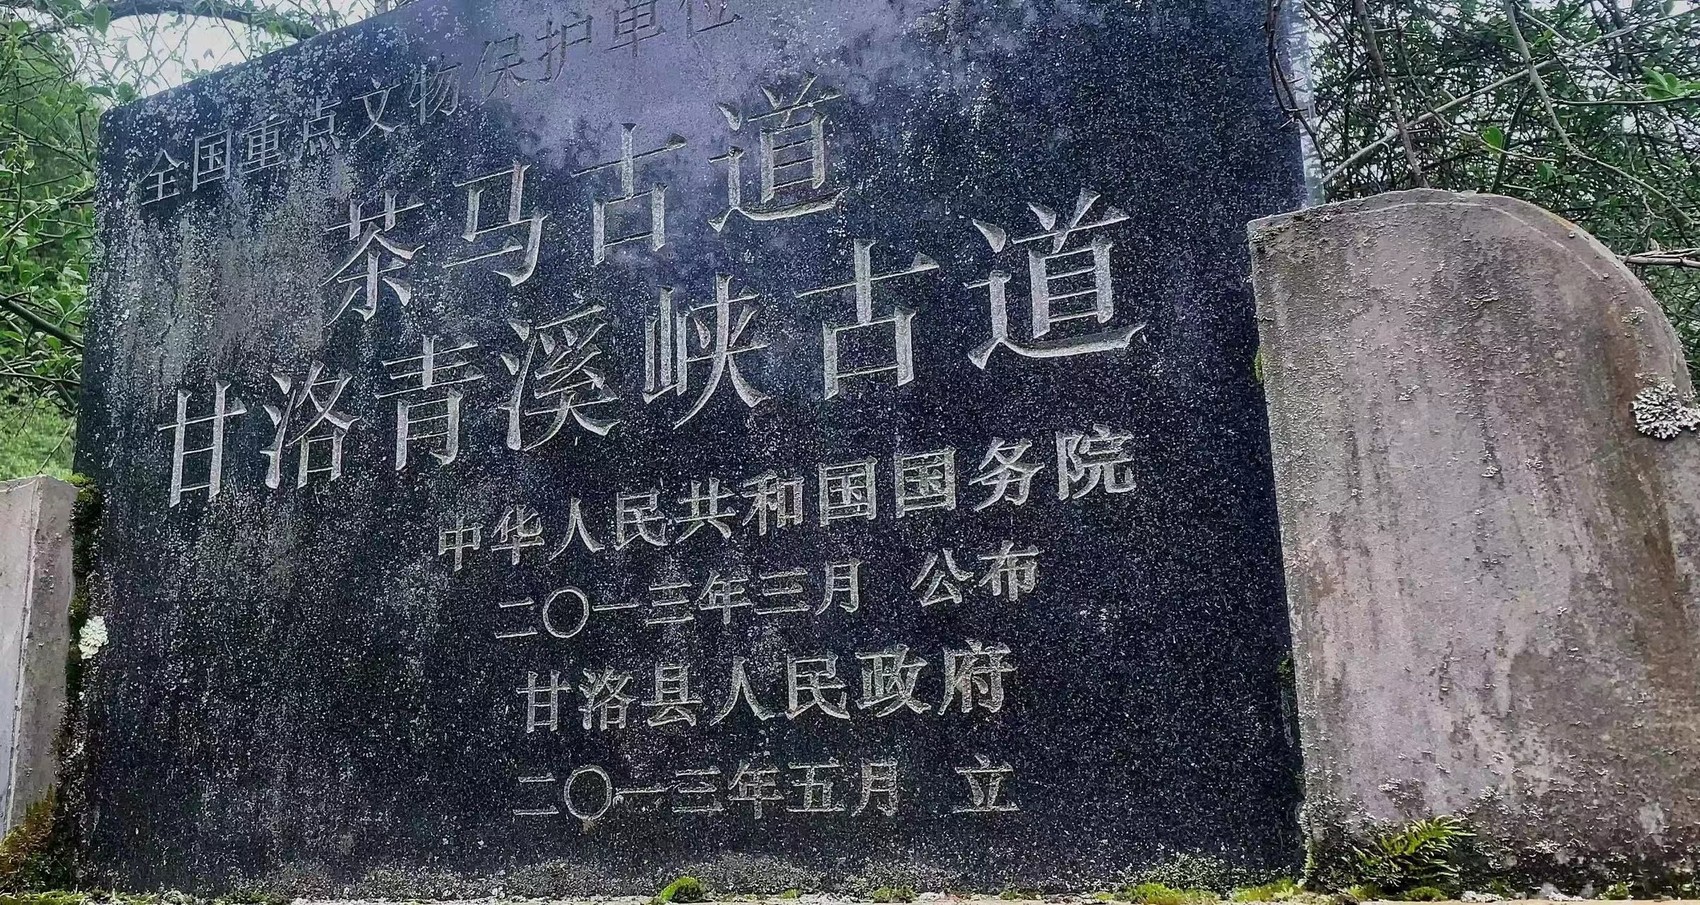 全国重点文物保护单位
茶马古道
甘洛青溪峡古道
中华人民共和国国务院
二〇一三年三月 公布
甘洛县人民政府
二〇一三年五月 立